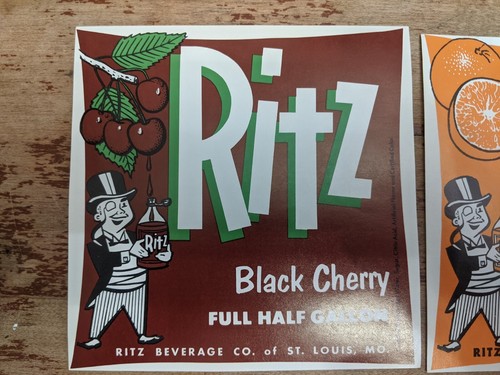 Ritz
Ritz
Black Cherry
FULL HALF GALLON
RITZ BEVERAGE CO. of ST. LOUIS, MO.
RITZ